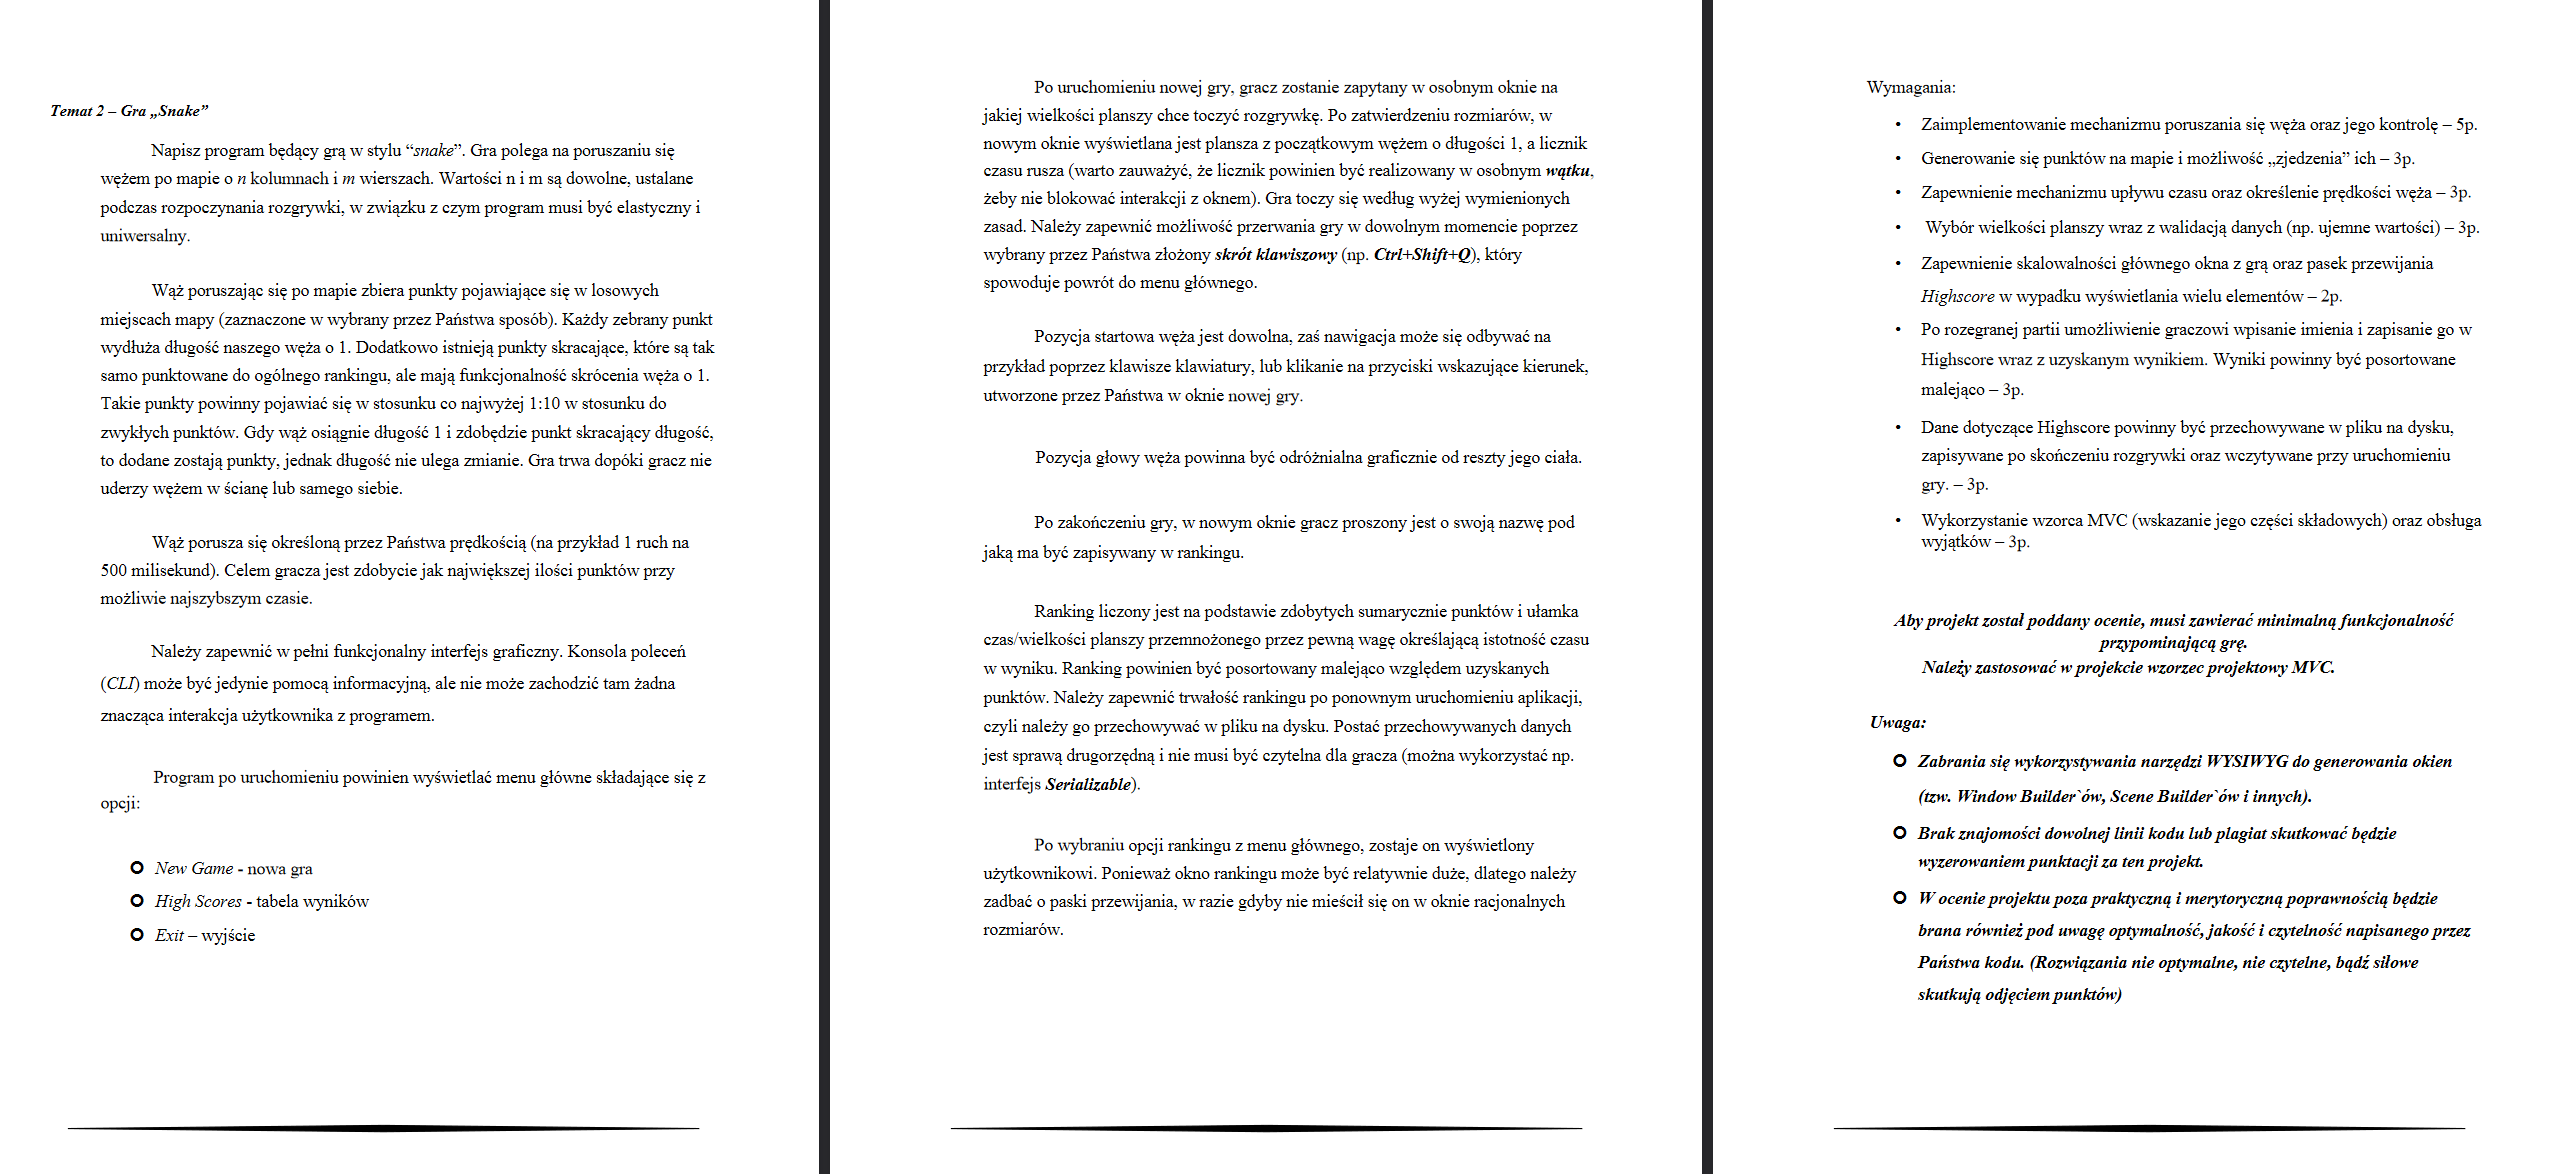 Temat 2 – Gra „Snake”
Napisz program będący grą w stylu “snake”. Gra polega na poruszaniu się
wężem po mapie o n kolumnach i m wierszach. Wartości n i m są dowolne, ustalane
podczas rozpoczynania rozgrywki, w związku z czym program musi być elastyczny i
uniwersalny.
Wąż poruszając się po mapie zbiera punkty pojawiające się w losowych
miejscach mapy (zaznaczone w wybrany przez Państwa sposób). Każdy zebrany punkt
wydłuża długość naszego węża o 1. Dodatkowo istnieją punkty skracające, które są tak
samo punktowane do ogólnego rankingu, ale mają funkcjonalność skrócenia węża o 1.
Takie punkty powinny pojawiać się w stosunku co najwyżej 1:10 w stosunku do
zwykłych punktów. Gdy wąż osiągnie długość 1 i zdobędzie punkt skracający długość,
to dodane zostają punkty, jednak długość nie ulega zmianie. Gra trwa dopóki gracz nie
uderzy wężem w ścianę lub samego siebie.
Wąż porusza się określoną przez Państwa prędkością (na przykład 1 ruch na
500 milisekund). Celem gracza jest zdobycie jak największej ilości punktów przy
możliwie najszybszym czasie.
Należy zapewnić w pełni funkcjonalny interfejs graficzny. Konsola poleceń
(CLI) może być jedynie pomocą informacyjną, ale nie może zachodzić tam żadna
znacząca interakcja użytkownika z programem.
Program po uruchomieniu powinien wyświetlać menu główne składające się z
opcji:
New Game - nowa gra
High Scores - tabela wyników
Exit – wyjście
Po uruchomieniu nowej gry, gracz zostanie zapytany w osobnym oknie na
jakiej wielkości planszy chce toczyć rozgrywkę. Po zatwierdzeniu rozmiarów, w
nowym oknie wyświetlana jest plansza z początkowym wężem o długości 1, a licznik
czasu rusza (warto zauważyć, że licznik powinien być realizowany w osobnym wątku,
żeby nie blokować interakcji z oknem). Gra toczy się według wyżej wymienionych
zasad. Należy zapewnić możliwość przerwania gry w dowolnym momencie poprzez
wybrany przez Państwa złożony skrót klawiszowy (np. Ctrl+Shift+Q), który
spowoduje powrót do menu głównego.
Pozycja startowa węża jest dowolna, zaś nawigacja może się odbywać na
przykład poprzez klawisze klawiatury, lub klikanie na przyciski wskazujące kierunek,
utworzone przez Państwa w oknie nowej gry.
Pozycja głowy węża powinna być odróżnialna graficznie od reszty jego ciała.
Po zakończeniu gry, w nowym oknie gracz proszony jest o swoją nazwę pod
jaką ma być zapisywany w rankingu.
Ranking liczony jest na podstawie zdobytych sumarycznie punktów i ułamka
czas/wielkości planszy przemnożonego przez pewną wagę określającą istotność czasu
w wyniku. Ranking powinien być posortowany malejąco względem uzyskanych
punktów. Należy zapewnić trwałość rankingu po ponownym uruchomieniu aplikacji,
czyli należy go przechowywać w pliku na dysku. Postać przechowywanych danych
jest sprawą drugorzędną i nie musi być czytelna dla gracza (można wykorzystać np.
interfejs Serializable).
Po wybraniu opcji rankingu z menu głównego, zostaje on wyświetlony
użytkownikowi. Ponieważ okno rankingu może być relatywnie duże, dlatego należy
zadbać o paski przewijania, w razie gdyby nie mieścił się on w oknie racjonalnych
rozmiarów.
Wymagania:
• Zaimplementowanie mechanizmu poruszania się węża oraz jego kontrolę – 5p.
• Generowanie się punktów na mapie i możliwość „zjedzenia” ich – 3p.
• Zapewnienie mechanizmu upływu czasu oraz określenie prędkości węża – 3p.
• Wybór wielkości planszy wraz z walidacją danych (np. ujemne wartości) – 3p.
• Zapewnienie skalowalności głównego okna z grą oraz pasek przewijania
Highscore w wypadku wyświetlania wielu elementów – 2p.
• Po rozegranej partii umożliwienie graczowi wpisanie imienia i zapisanie go w
Highscore wraz z uzyskanym wynikiem. Wyniki powinny być posortowane
malejąco – 3p.
• Dane dotyczące Highscore powinny być przechowywane w pliku na dysku,
zapisywane po skończeniu rozgrywki oraz wczytywane przy uruchomieniu
gry. – 3p.
• Wykorzystanie wzorca MVC (wskazanie jego części składowych) oraz obsługa
wyjątków – 3p.
Aby projekt został poddany ocenie, musi zawierać minimalną funkcjonalność
przypominającą grę.
Należy zastosować w projekcie wzorzec projektowy MVC.
Uwaga:
Zabrania się wykorzystywania narzędzi WYSIWYG do generowania okien
(tzw. Window Builder`ów, Scene Builder`ów i innych).
Brak znajomości dowolnej linii kodu lub plagiat skutkować będzie
wyzerowaniem punktacji za ten projekt.
W ocenie projektu poza praktyczną i merytoryczną poprawnością będzie
brana również pod uwagę optymalność, jakość i czytelność napisanego przez
Państwa kodu. (Rozwiązania nie optymalne, nie czytelne, bądź siłowe
skutkują odjęciem punktów)